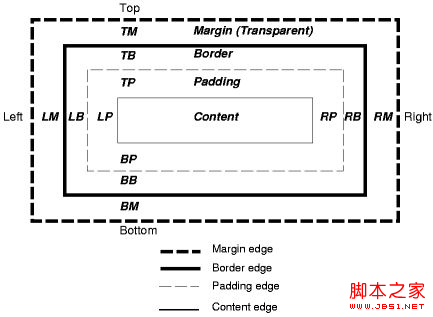 Top
TM Margin (Transparent)
TB Border
TP Padding
Left LM LB LP Content RP RB RM Right
BP
BB
BM
Bottom
Margin edge
Border edge
Padding edge
Content edge
脚本之家
www.JB51.NET